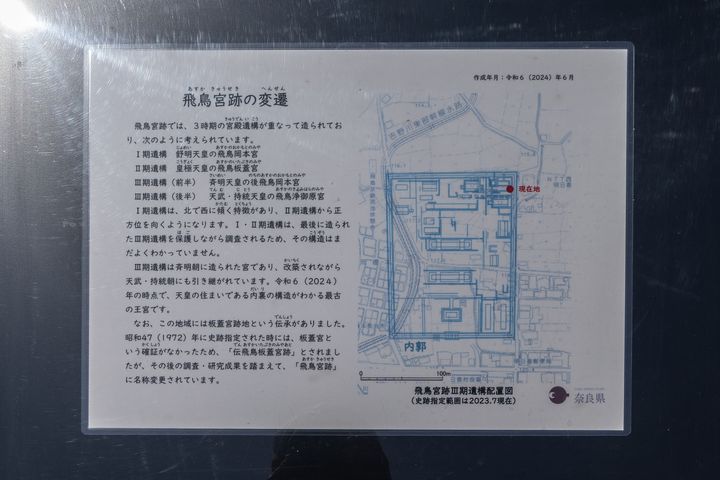 作成年月：令和６（2024）年６月
飛鳥宮跡の変遷
あすか きゅうせき へんせん
飛鳥宮跡では、３時期の宮殿遺構が重なって造られてお
り、次のように考えられています。
Ⅰ期遺構　舒明天皇の飛鳥岡本宮
Ⅱ期遺構　皇極天皇の飛鳥板蓋宮
Ⅲ期遺構（前半）　斉明天皇の後飛鳥岡本宮
Ⅲ期遺構（後半）　天武・持統天皇の飛鳥浄御原宮
Ⅰ期遺構は、北で西に傾く特徴があり、Ⅱ期遺構から正
方位を向くようになります。Ⅰ・Ⅱ期遺構は、最後に造られ
たⅢ期遺構を保護しながら調査されるため、その構造はま
だよくわかっていません。
Ⅲ期遺構は斉明朝に造られた宮であり、改築されながら
天武・持統朝にも引き継がれています。令和６（2024）
年の時点で、天皇の住まいである内裏の構造がわかる最古
の王宮です。
なお、この地域には板蓋宮跡地という伝承がありました。
昭和47（1972）年に史跡指定された時には、板蓋宮と
いう確証がなかったため、「伝飛鳥板蓋宮跡」とされまし
たが、その後の調査・研究成果を踏まえて、「飛鳥宮跡」
に名称変更されています。
現在地
内郭
0
100m
飛鳥宮跡Ⅲ期遺構配置図
（史跡指定範囲は2023.7現在）
奈良県